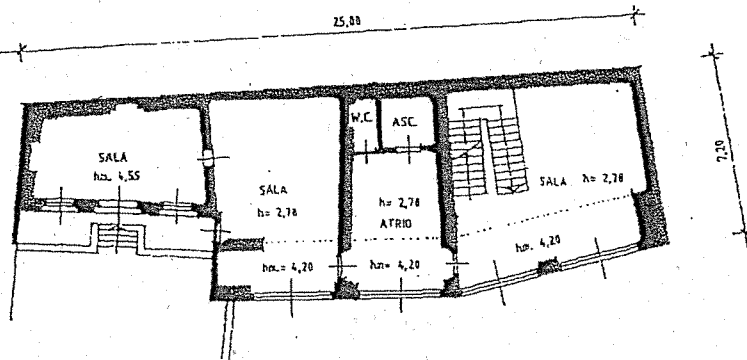 25,00
7,20
W.C.
ASC.
SALA
hm. 4,55
SALA
h= 2,78
h= 2,78
ATRIO
SALA h= 2,78
hm. 4,20
hm.= 4,20
hm= 4,20